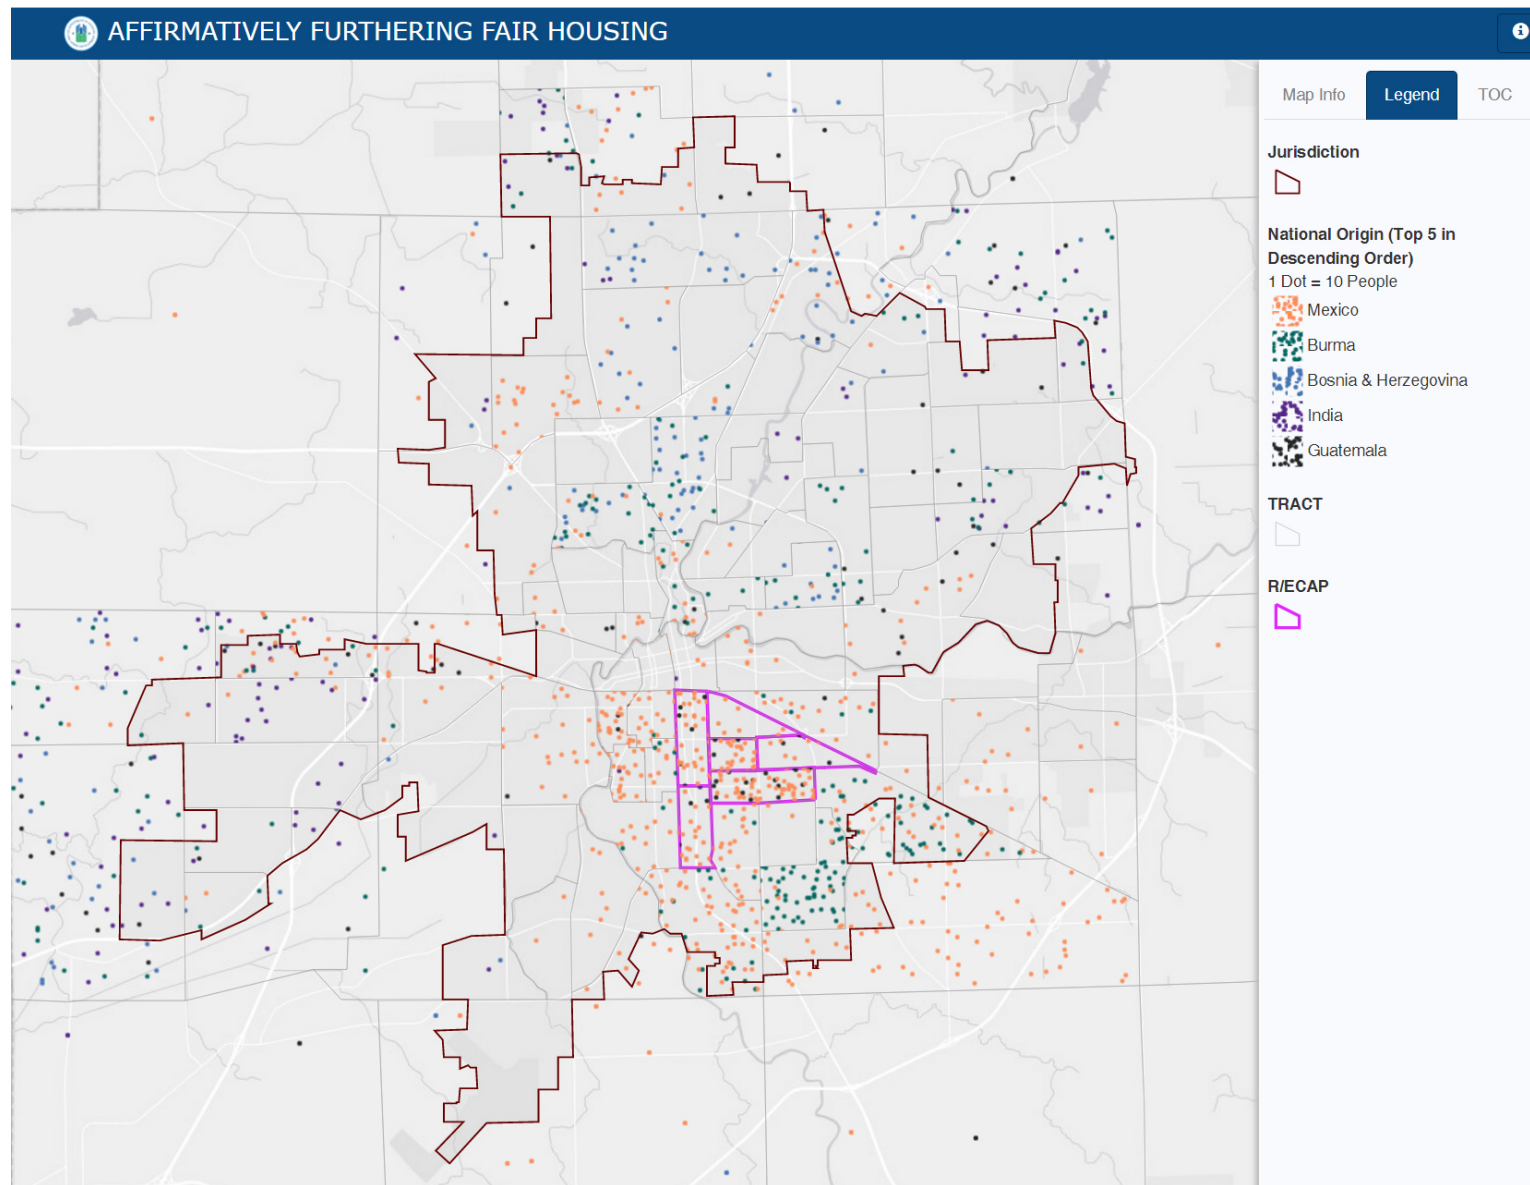 AFFIRMATIVELY FURTHERING FAIR HOUSING
Map Info
Legend
TOC
Jurisdiction
National Origin (Top 5 in
Descending Order)
1 Dot = 10 People
Mexico
Burma
Bosnia & Herzegovina
India
Guatemala
TRACT
R/ECAP